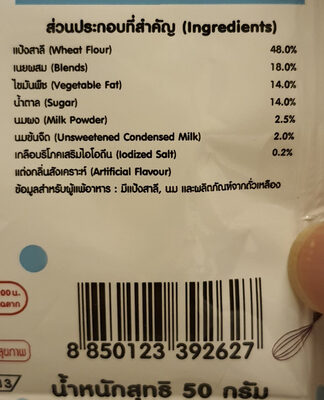 ส่วนประกอบที่สำคัญ (Ingredients)
แป้งสาลี (Wheat Flour) 48.0%
เนยผสม (Blends) 18.0%
ไขมันพืช (Vegetable Fat) 14.0%
น้ำตาล (Sugar) 14.0%
นมผง (Milk Powder) 2.5%
นมข้นจืด (Unsweetened Condensed Milk) 2.0%
เกลือบริโภคเสริมไอโอดีน (Iodized Salt) 0.2%
แต่งกลิ่นสังเคราะห์ (Artificial Flavour)
ข้อมูลสำหรับผู้แพ้อาหาร : มีแป้งสาลี, นม และผลิตภัณฑ์จากถั่วเหลือง
00 น.
สุขภาพ
13
8 850123 392627
น้ำหนักสุทธิ 50 กรัม